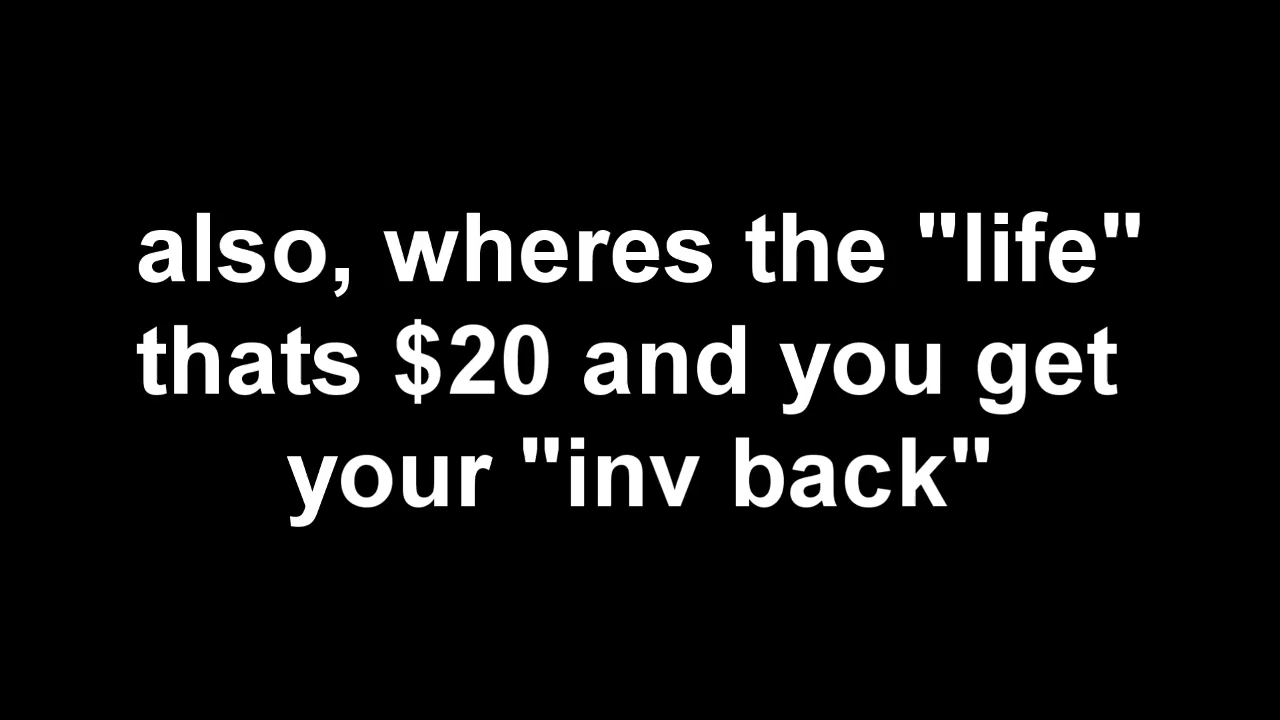 also, wheres the "life"
thats $20 and you get
your "inv back"